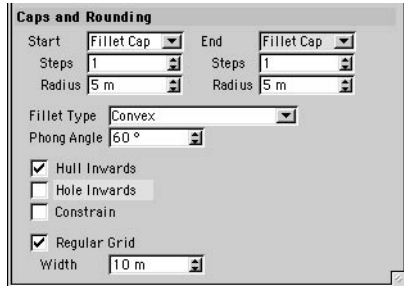 Caps and Rounding
Start Fillet Cap End Fillet Cap
Steps 1 Steps 1
Radius 5 m Radius 5 m
Fillet Type Convex
Phong Angle 60 °
Hull Inwards
Hole Inwards
Constrain
Regular Grid
Width 10 m